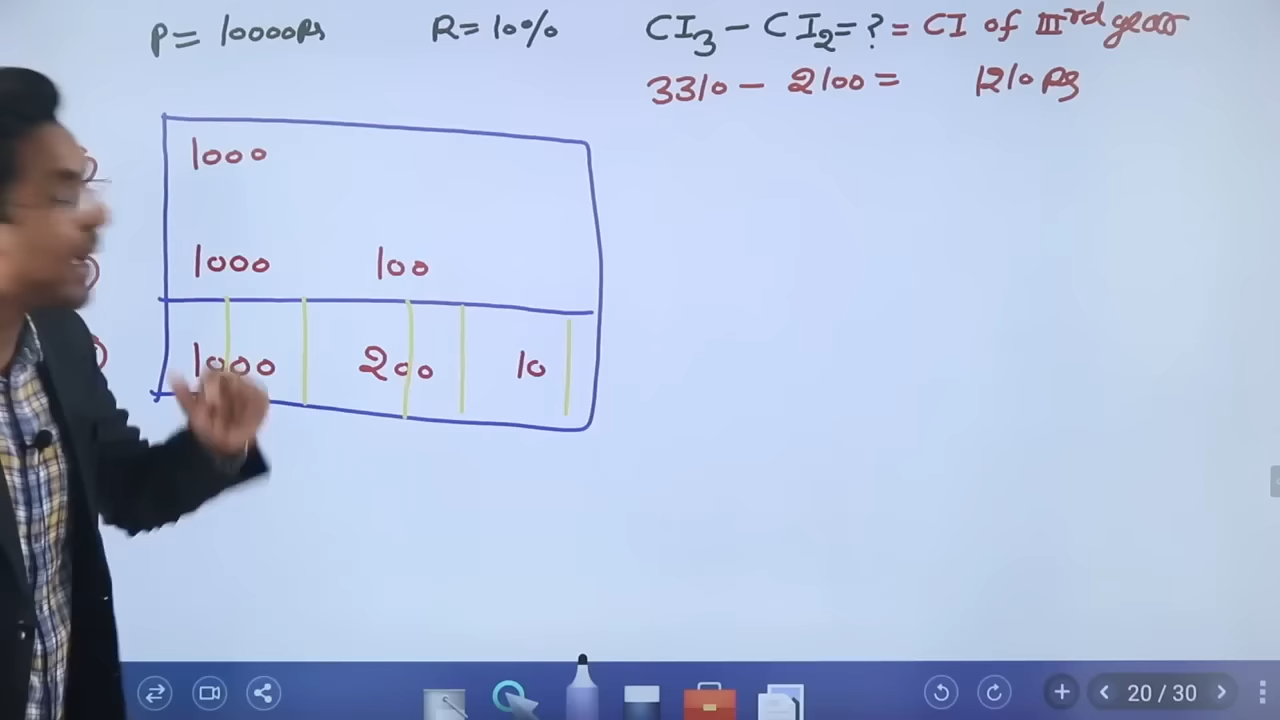 P = 10000Rs R = 10% CI3 - CI2 = ? = CI of IIIrd year
3310 - 2100 = 1210 Rs
1000
1000 100
1000 200 10
20 / 30